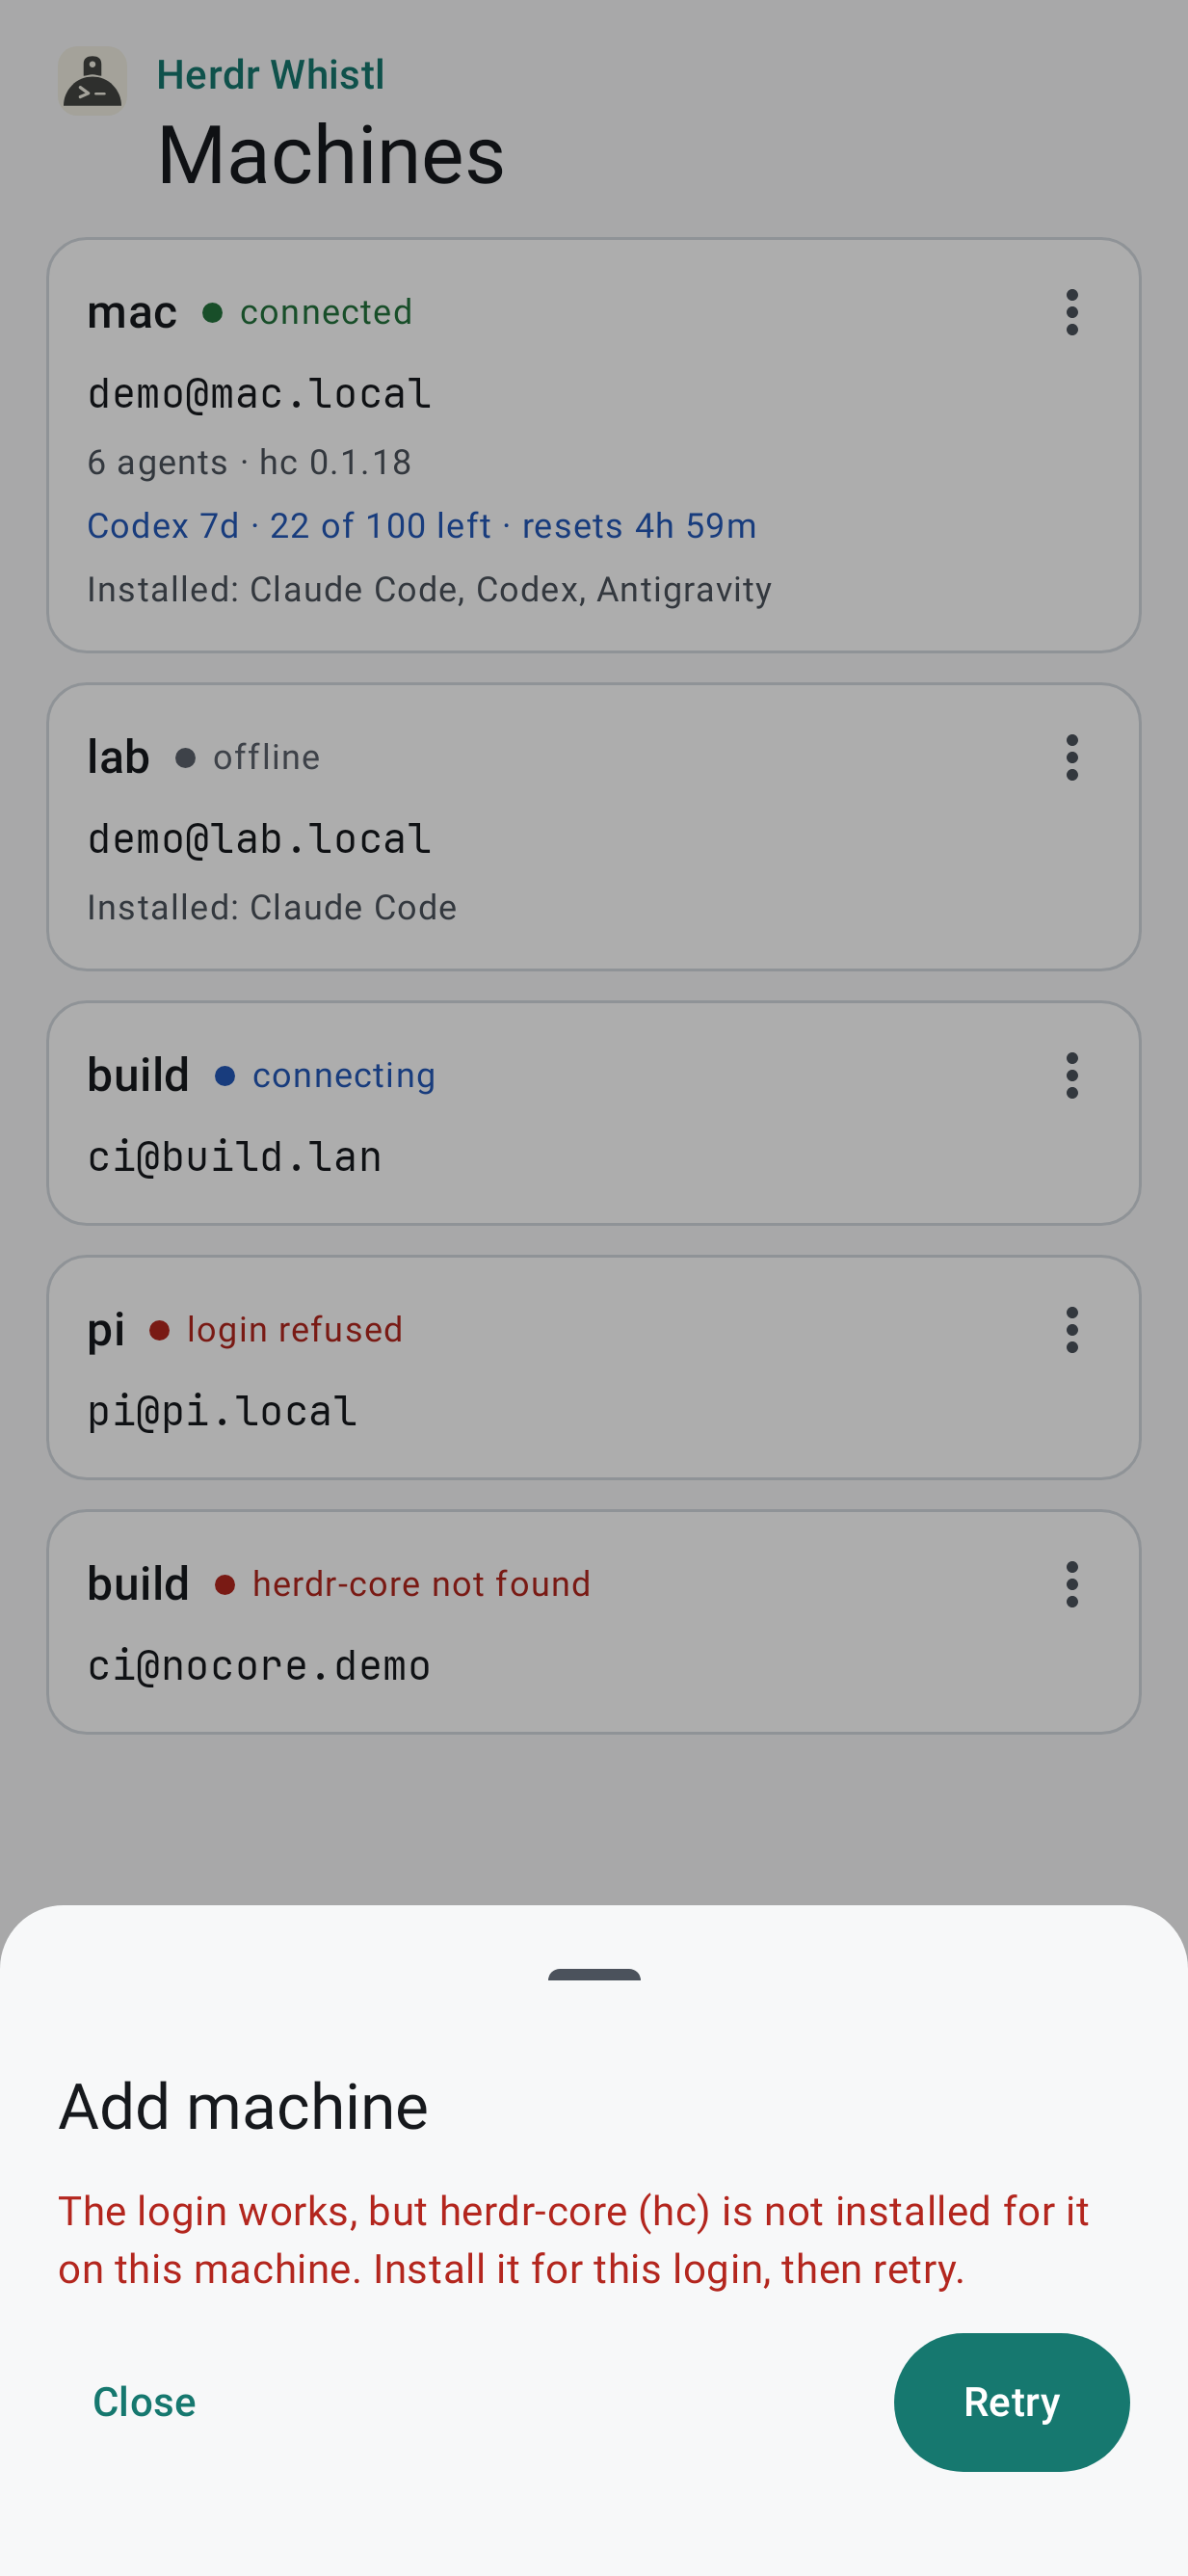 Herdr Whistl
Machines
mac connected
demo@mac.local
6 agents · hc 0.1.18
Codex 7d · 22 of 100 left · resets 4h 59m
Installed: Claude Code, Codex, Antigravity
lab offline
demo@lab.local
Installed: Claude Code
build connecting
ci@build.lan
pi login refused
pi@pi.local
build herdr-core not found
ci@nocore.demo
Add machine
The login works, but herdr-core (hc) is not installed for it
on this machine. Install it for this login, then retry.
Close Retry